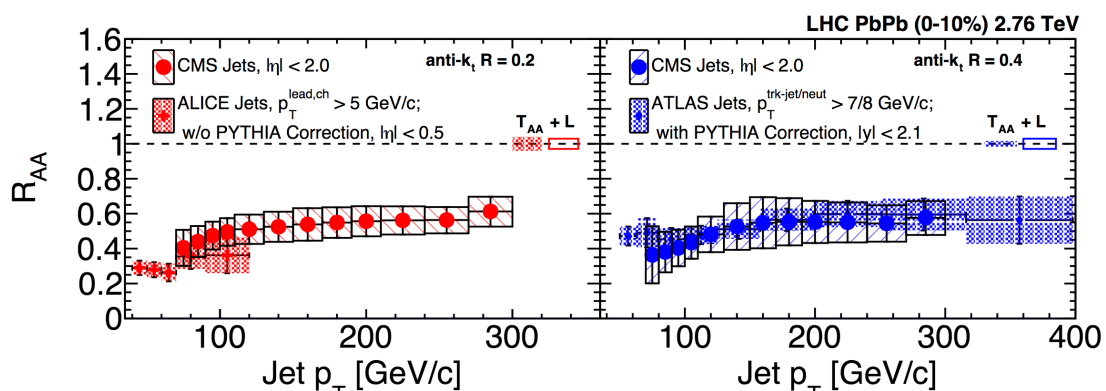 LHC PbPb (0-10%) 2.76 TeV
1.6
1.4
1.2
1
0.8
0.6
0.4
0.2
0
R_AA
CMS Jets, |η| < 2.0
anti-k_t R = 0.2
ALICE Jets, p_T^lead,ch > 5 GeV/c;
w/o PYTHIA Correction, |η| < 0.5
T_AA + L
100 200 300
Jet p_T [GeV/c]
CMS Jets, |η| < 2.0
anti-k_t R = 0.4
ATLAS Jets, p_T^trk-jet/neut > 7/8 GeV/c;
with PYTHIA Correction, |y| < 2.1
T_AA + L
100 200 300 400
Jet p_T [GeV/c]